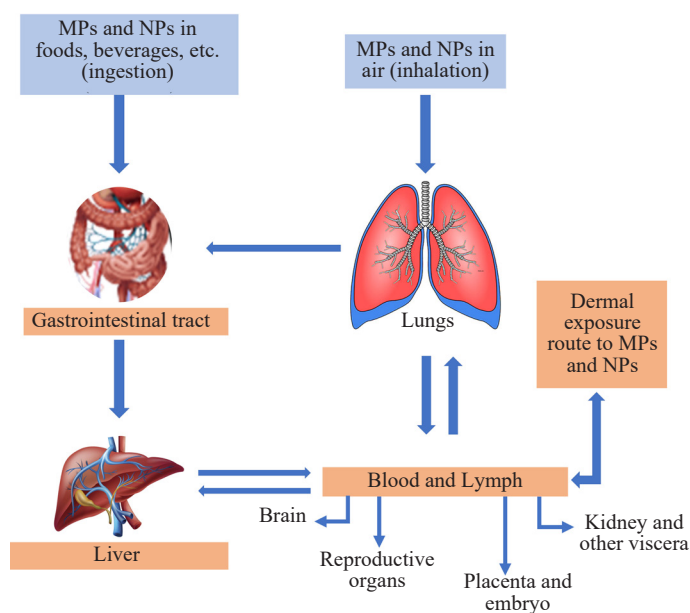 MPs and NPs in
foods, beverages, etc.
(ingestion)
MPs and NPs in
air (inhalation)
Gastrointestinal tract
Lungs
Dermal
exposure
route to MPs
and NPs
Liver
Blood and Lymph
Brain
Reproductive
organs
Placenta and
embryo
Kidney and
other viscera